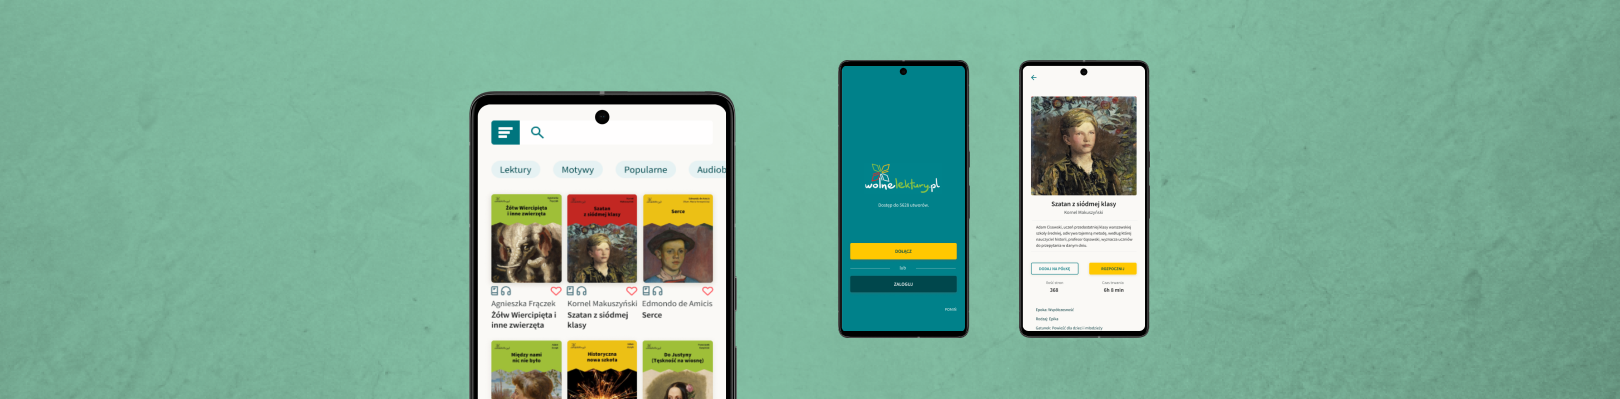 Lektury
Motywy
Popularne
Audiob
Żółw Wiercipięta
i inne zwierzęta
Szatan
z siódmej klasy
Serce
Agnieszka Frączek
Żółw Wiercipięta i
inne zwierzęta
Kornel Makuszyński
Szatan z siódmej
klasy
Edmondo de Amicis
Serce
Między nami
nic nie było
Historyczna
nowa szkoła
Do Justyny
(Tęskność na wiosnę)
wolnelektury.pl
Dostęp do 5628 utworów.
DOŁĄCZ
lub
ZALOGUJ
POMIŃ
Szatan z siódmej klasy
Kornel Makuszyński
DODAJ NA PÓŁKĘ
ROZPOCZNIJ
360
6h 8 min
Epoka: Współczesność
Rodzaj: Epika
Gatunek: Powieść dla dzieci i młodzieży